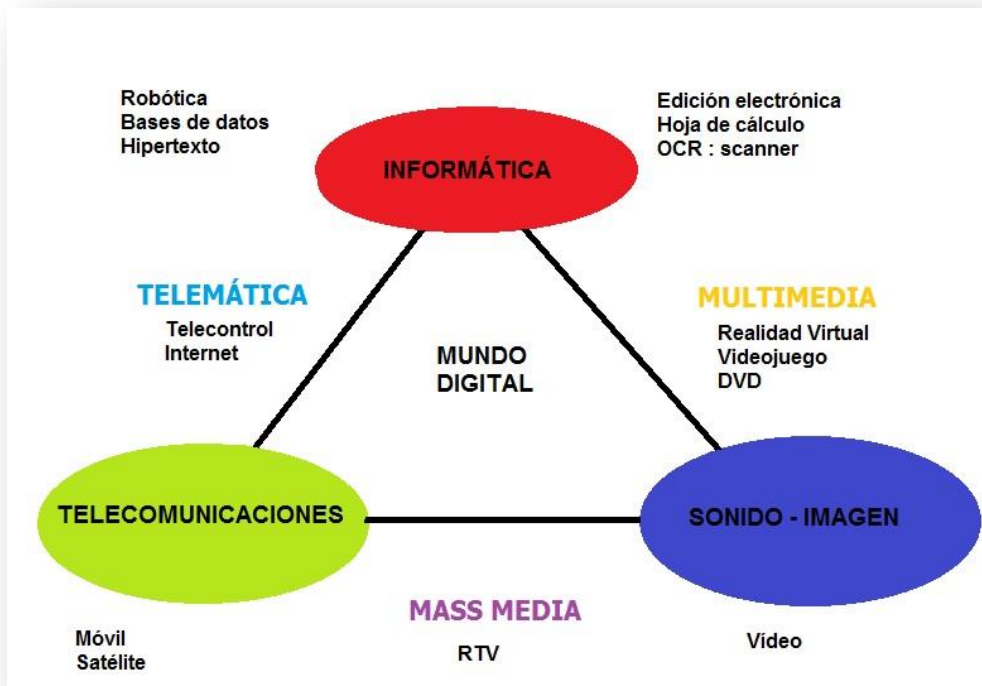 Robótica
Bases de datos
Hipertexto
Edición electrónica
Hoja de cálculo
OCR : scanner
INFORMÁTICA
TELEMÁTICA
Telecontrol
Internet
MULTIMEDIA
Realidad Virtual
Videojuego
DVD
MUNDO
DIGITAL
TELECOMUNICACIONES
SONIDO - IMAGEN
MASS MEDIA
RTV
Móvil
Satélite
Vídeo